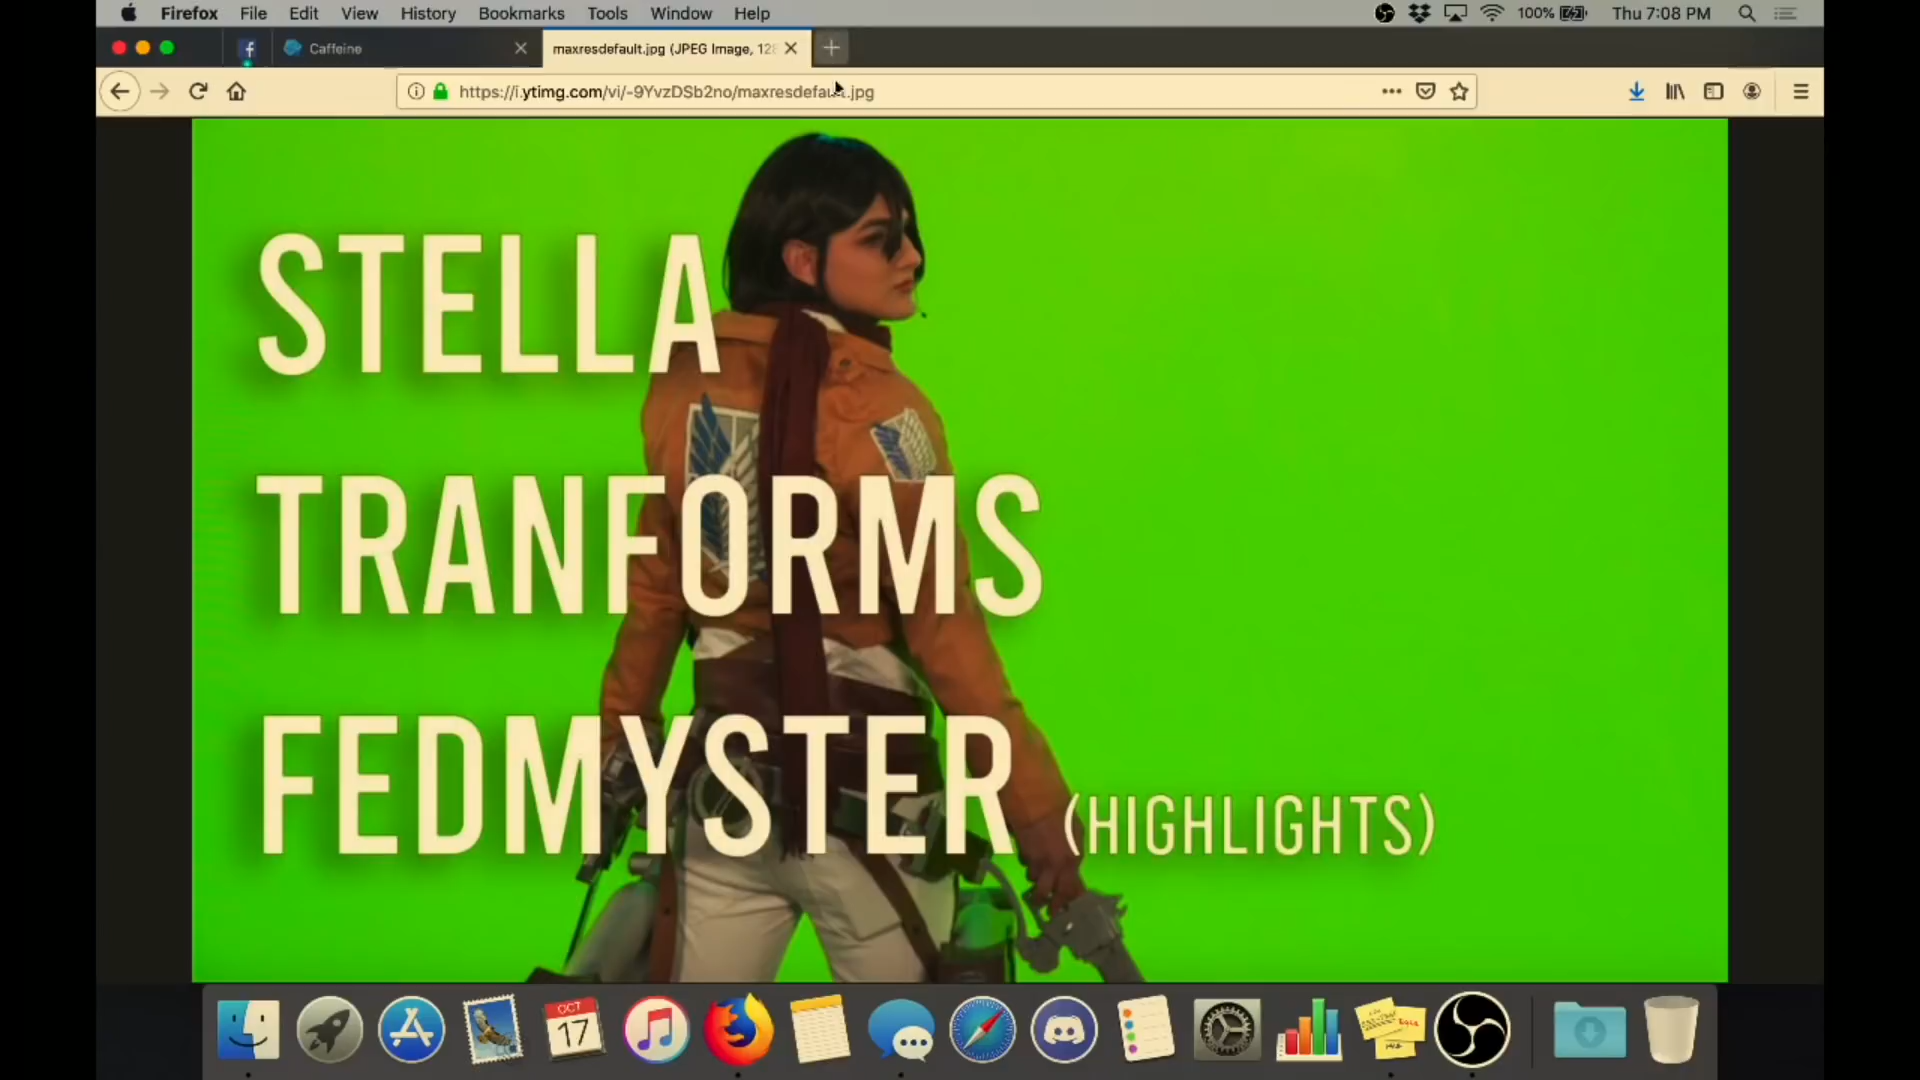 Firefox File Edit View History Bookmarks Tools Window Help 100% Thu 7:08 PM
Caffeine maxresdefault.jpg (JPEG Image, 128
https://i.ytimg.com/vi/-9YvzDSb2no/maxresdefault.jpg
STELLA
TRANFORMS
FEDMYSTER (HIGHLIGHTS)
OCT
17